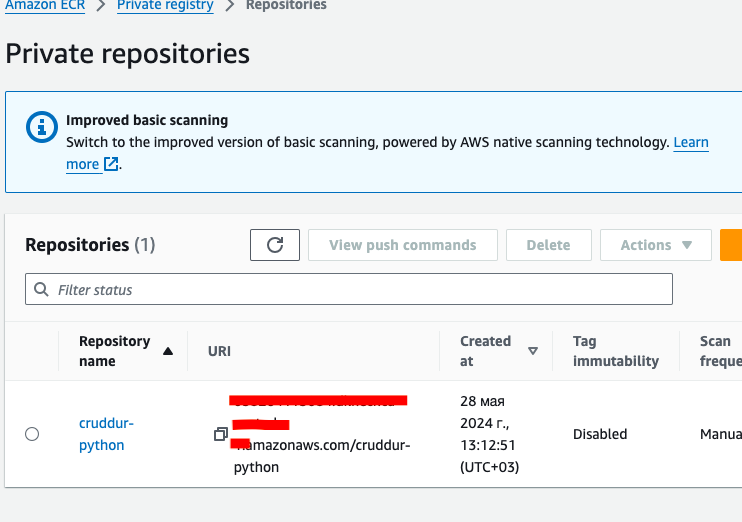 Amazon ECR > Private registry > Repositories
Private repositories
Improved basic scanning
Switch to the improved version of basic scanning, powered by AWS native scanning technology. Learn
more.
Repositories (1)
View push commands
Delete
Actions
Filter status
Repository
name
URI
Created
at
Tag
immutability
Scan
freque
cruddur-
python
amazonaws.com/cruddur-
python
28 мая
2024 г.,
13:12:51
(UTC+03)
Disabled
Manua